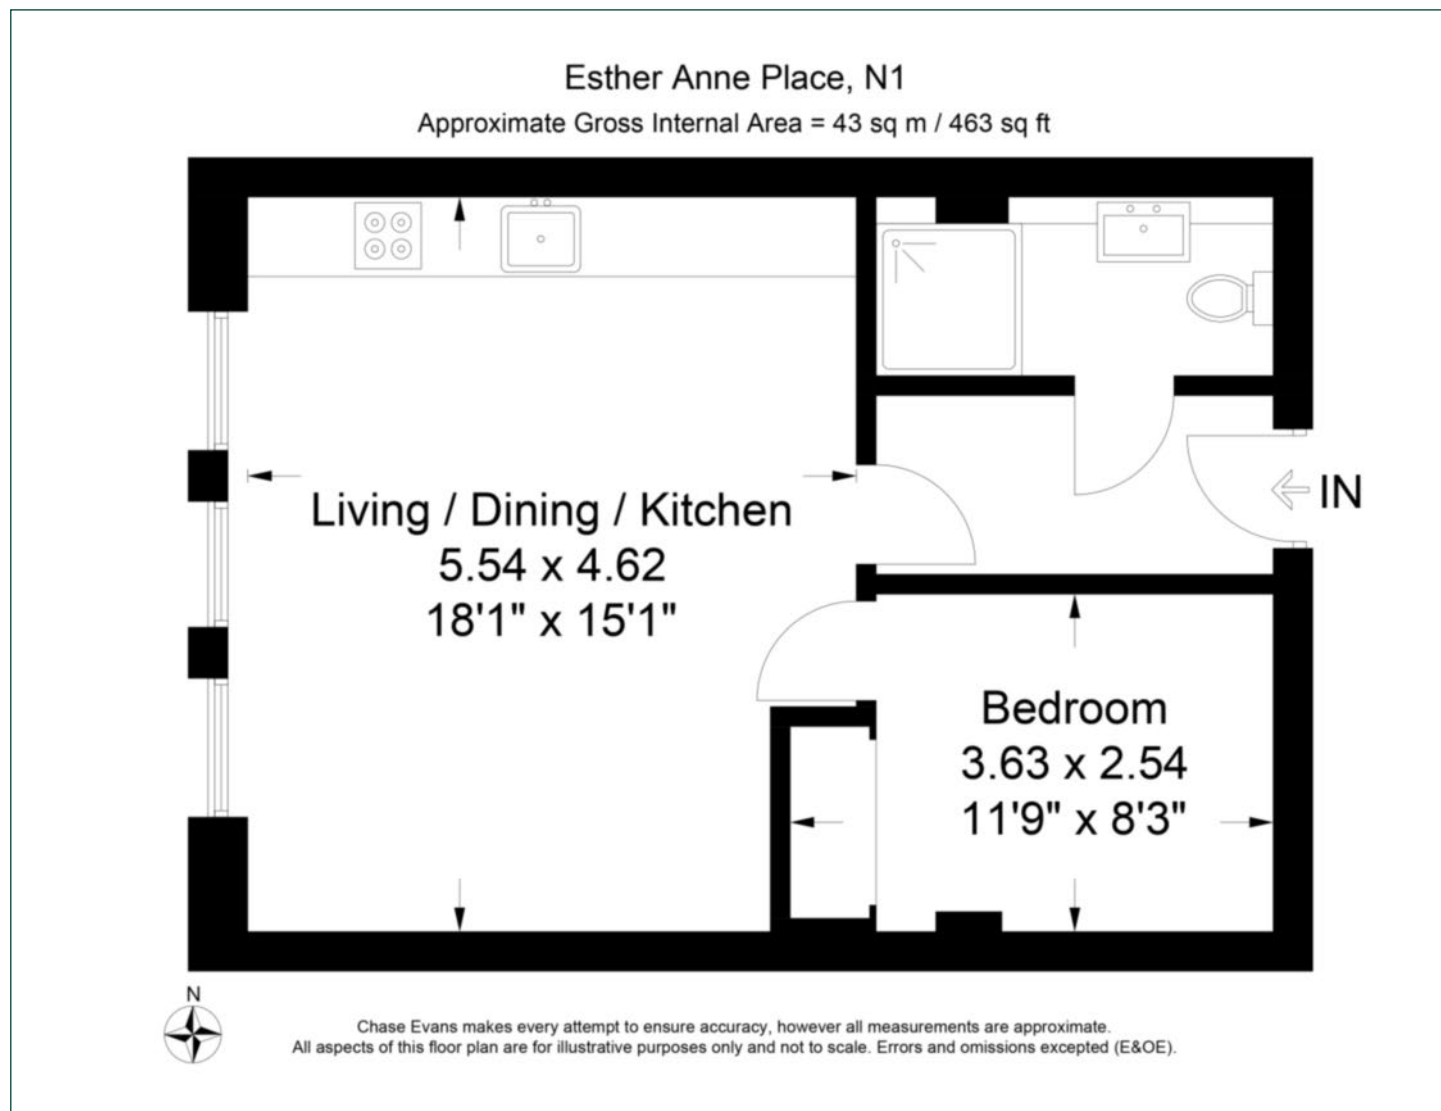 Esther Anne Place, N1
Approximate Gross Internal Area = 43 sq m / 463 sq ft
IN
Living / Dining / Kitchen
5.54 x 4.62
18'1" x 15'1"
Bedroom
3.63 x 2.54
11'9" x 8'3"
N
Chase Evans makes every attempt to ensure accuracy, however all measurements are approximate.
All aspects of this floor plan are for illustrative purposes only and not to scale. Errors and omissions excepted (E&OE).